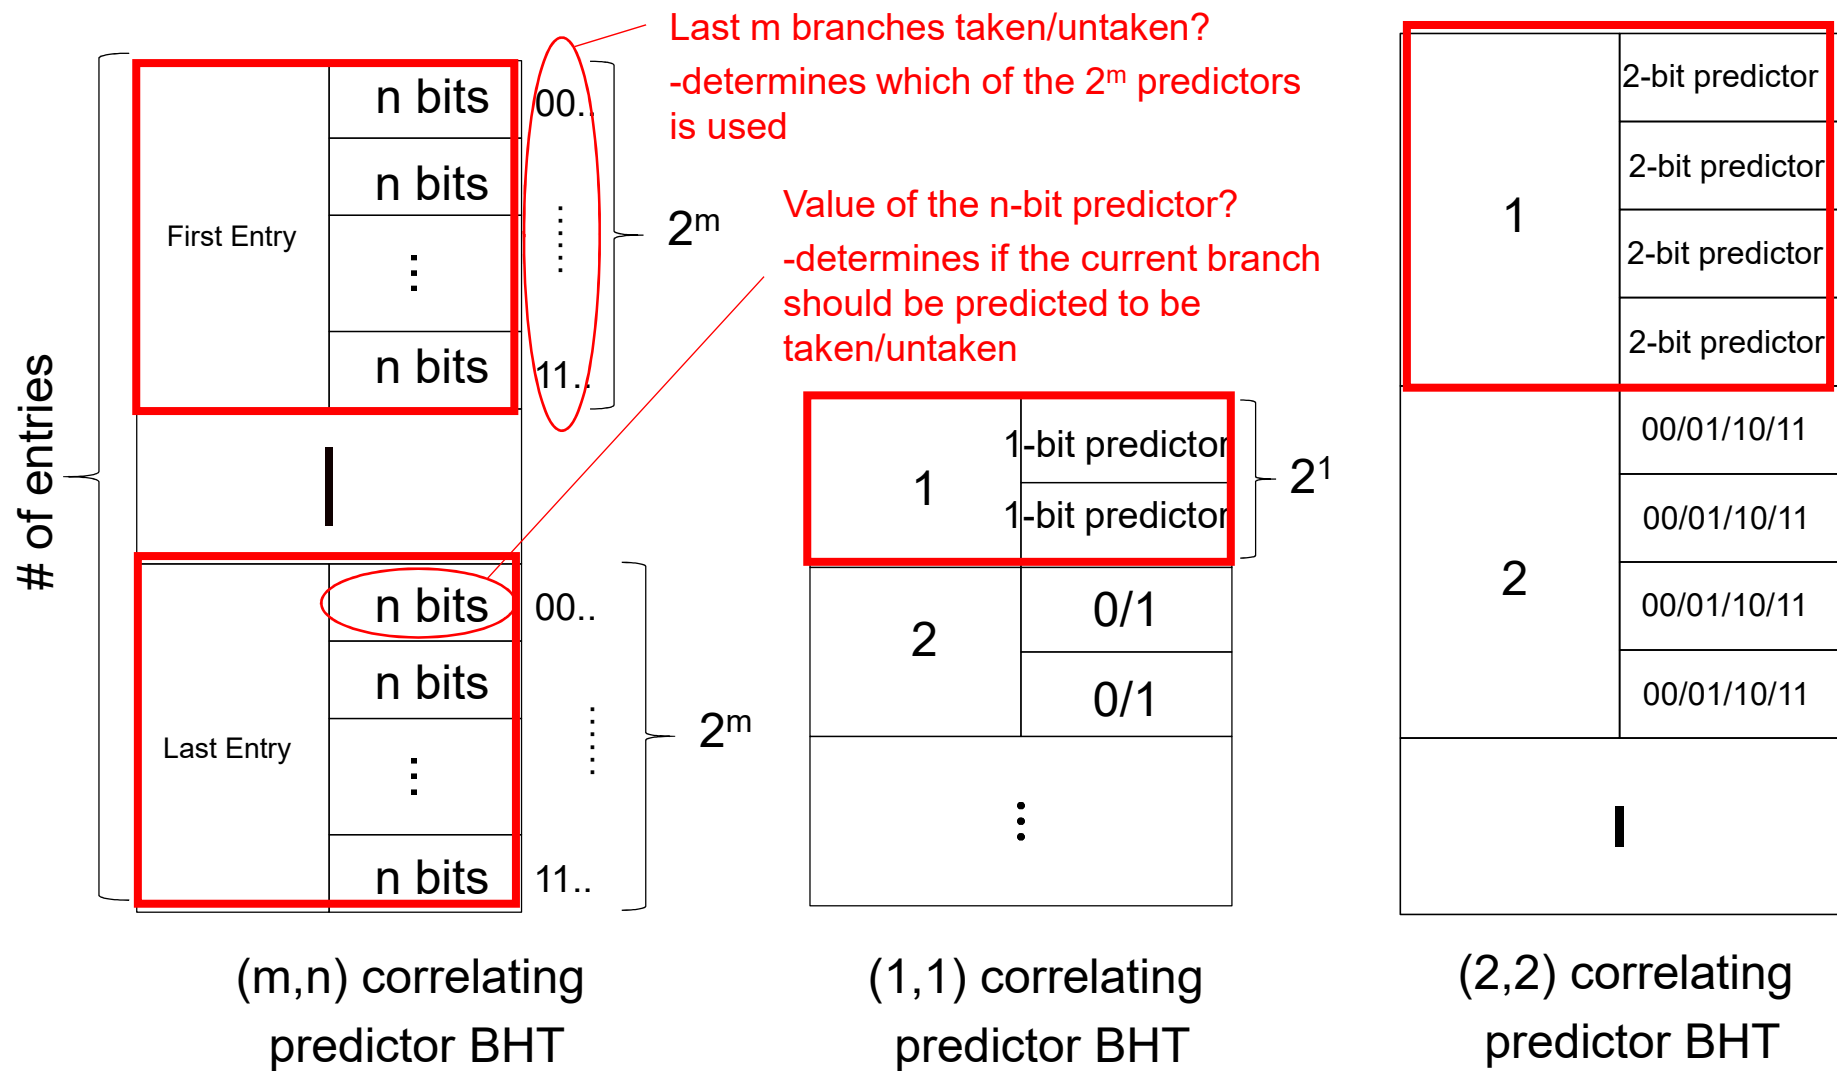 # of entries
First Entry
n bits
n bits
⋮
n bits
00..
......
11..
2ᵐ
Last Entry
n bits
n bits
⋮
n bits
00..
......
11..
2ᵐ
(m,n) correlating
predictor BHT
Last m branches taken/untaken?
-determines which of the 2ᵐ predictors
is used
Value of the n-bit predictor?
-determines if the current branch
should be predicted to be
taken/untaken
1
1-bit predictor
1-bit predictor
2¹
2
0/1
0/1
⋮
(1,1) correlating
predictor BHT
1
2-bit predictor
2-bit predictor
2-bit predictor
2-bit predictor
2
00/01/10/11
00/01/10/11
00/01/10/11
00/01/10/11
(2,2) correlating
predictor BHT